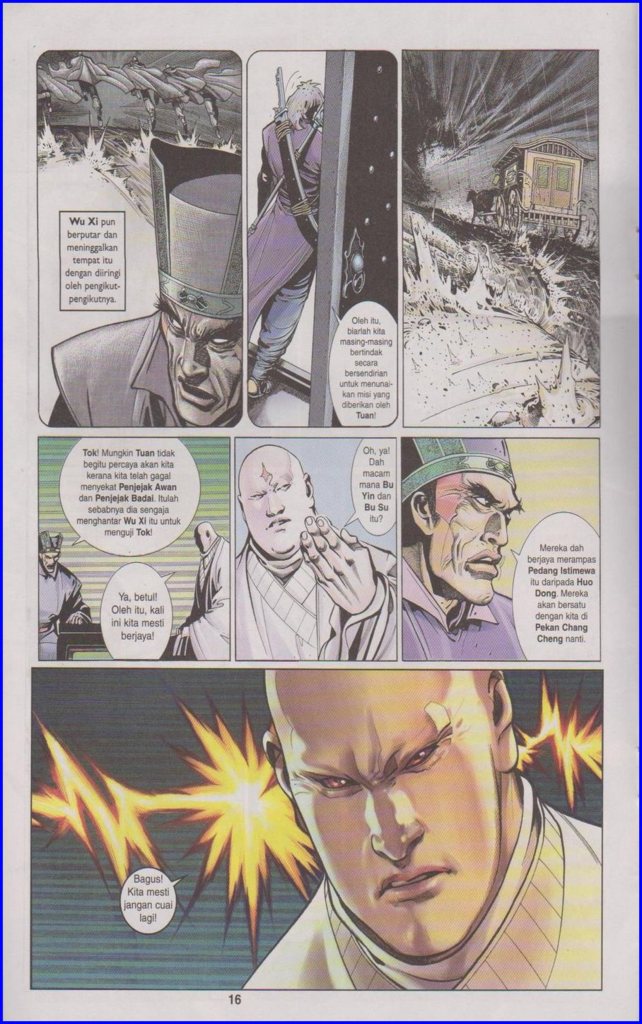 Wu Xi pun
berputar dan
meninggalkan
tempat itu
dengan diiringi
oleh pengikut-
pengikutnya.
Oleh itu,
biarlah kita
masing-masing
bertindak
secara
bersendirian
untuk menunai-
kan misi yang
diberikan oleh
Tuan!
Tok! Mungkin Tuan tidak
begitu percaya akan kita
kerana kita telah gagal
menyekat Penjejak Awan
dan Penjejak Badai. Itulah
sebabnya dia sengaja
menghantar Wu Xi itu untuk
menguji Tok!
Ya, betul!
Oleh itu, kali
ini kita mesti
berjaya!
Oh, ya!
Dah
macam
mana Bu
Yin dan
Bu Su
itu?
Mereka dah
berjaya merampas
Pedang Istimewa
itu daripada Huo
Dong. Mereka
akan bersatu
dengan kita di
Pekan Chang
Cheng nanti.
Bagus!
Kita mesti
jangan cuai
lagi!
16